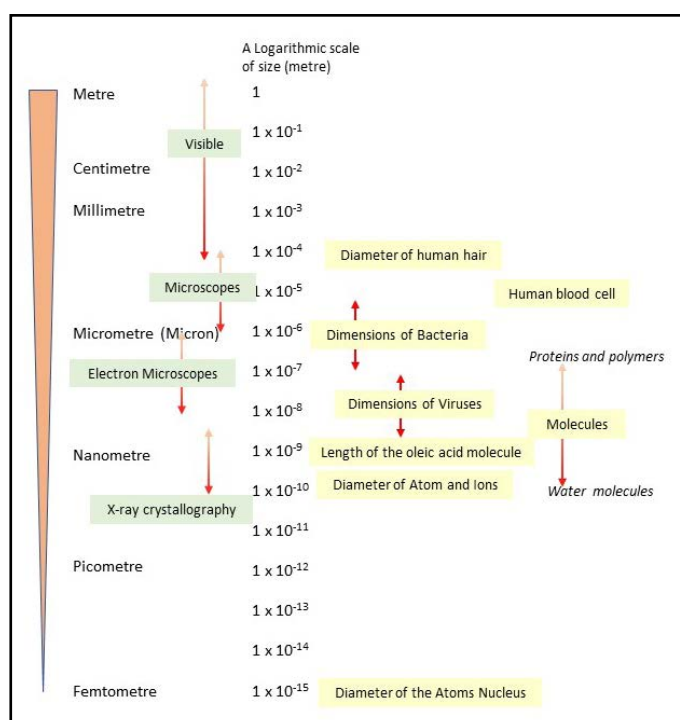 A Logarithmic scale
of size (metre)
Metre 1
1 x 10-1
Visible
Centimetre 1 x 10-2
Millimetre 1 x 10-3
1 x 10-4 Diameter of human hair
Microscopes 1 x 10-5 Human blood cell
Micrometre (Micron) 1 x 10-6 Dimensions of Bacteria
Proteins and polymers
Electron Microscopes 1 x 10-7
1 x 10-8 Dimensions of Viruses
Molecules
Nanometre 1 x 10-9 Length of the oleic acid molecule
1 x 10-10 Diameter of Atom and Ions Water molecules
X-ray crystallography
1 x 10-11
Picometre 1 x 10-12
1 x 10-13
1 x 10-14
Femtometre 1 x 10-15 Diameter of the Atoms Nucleus